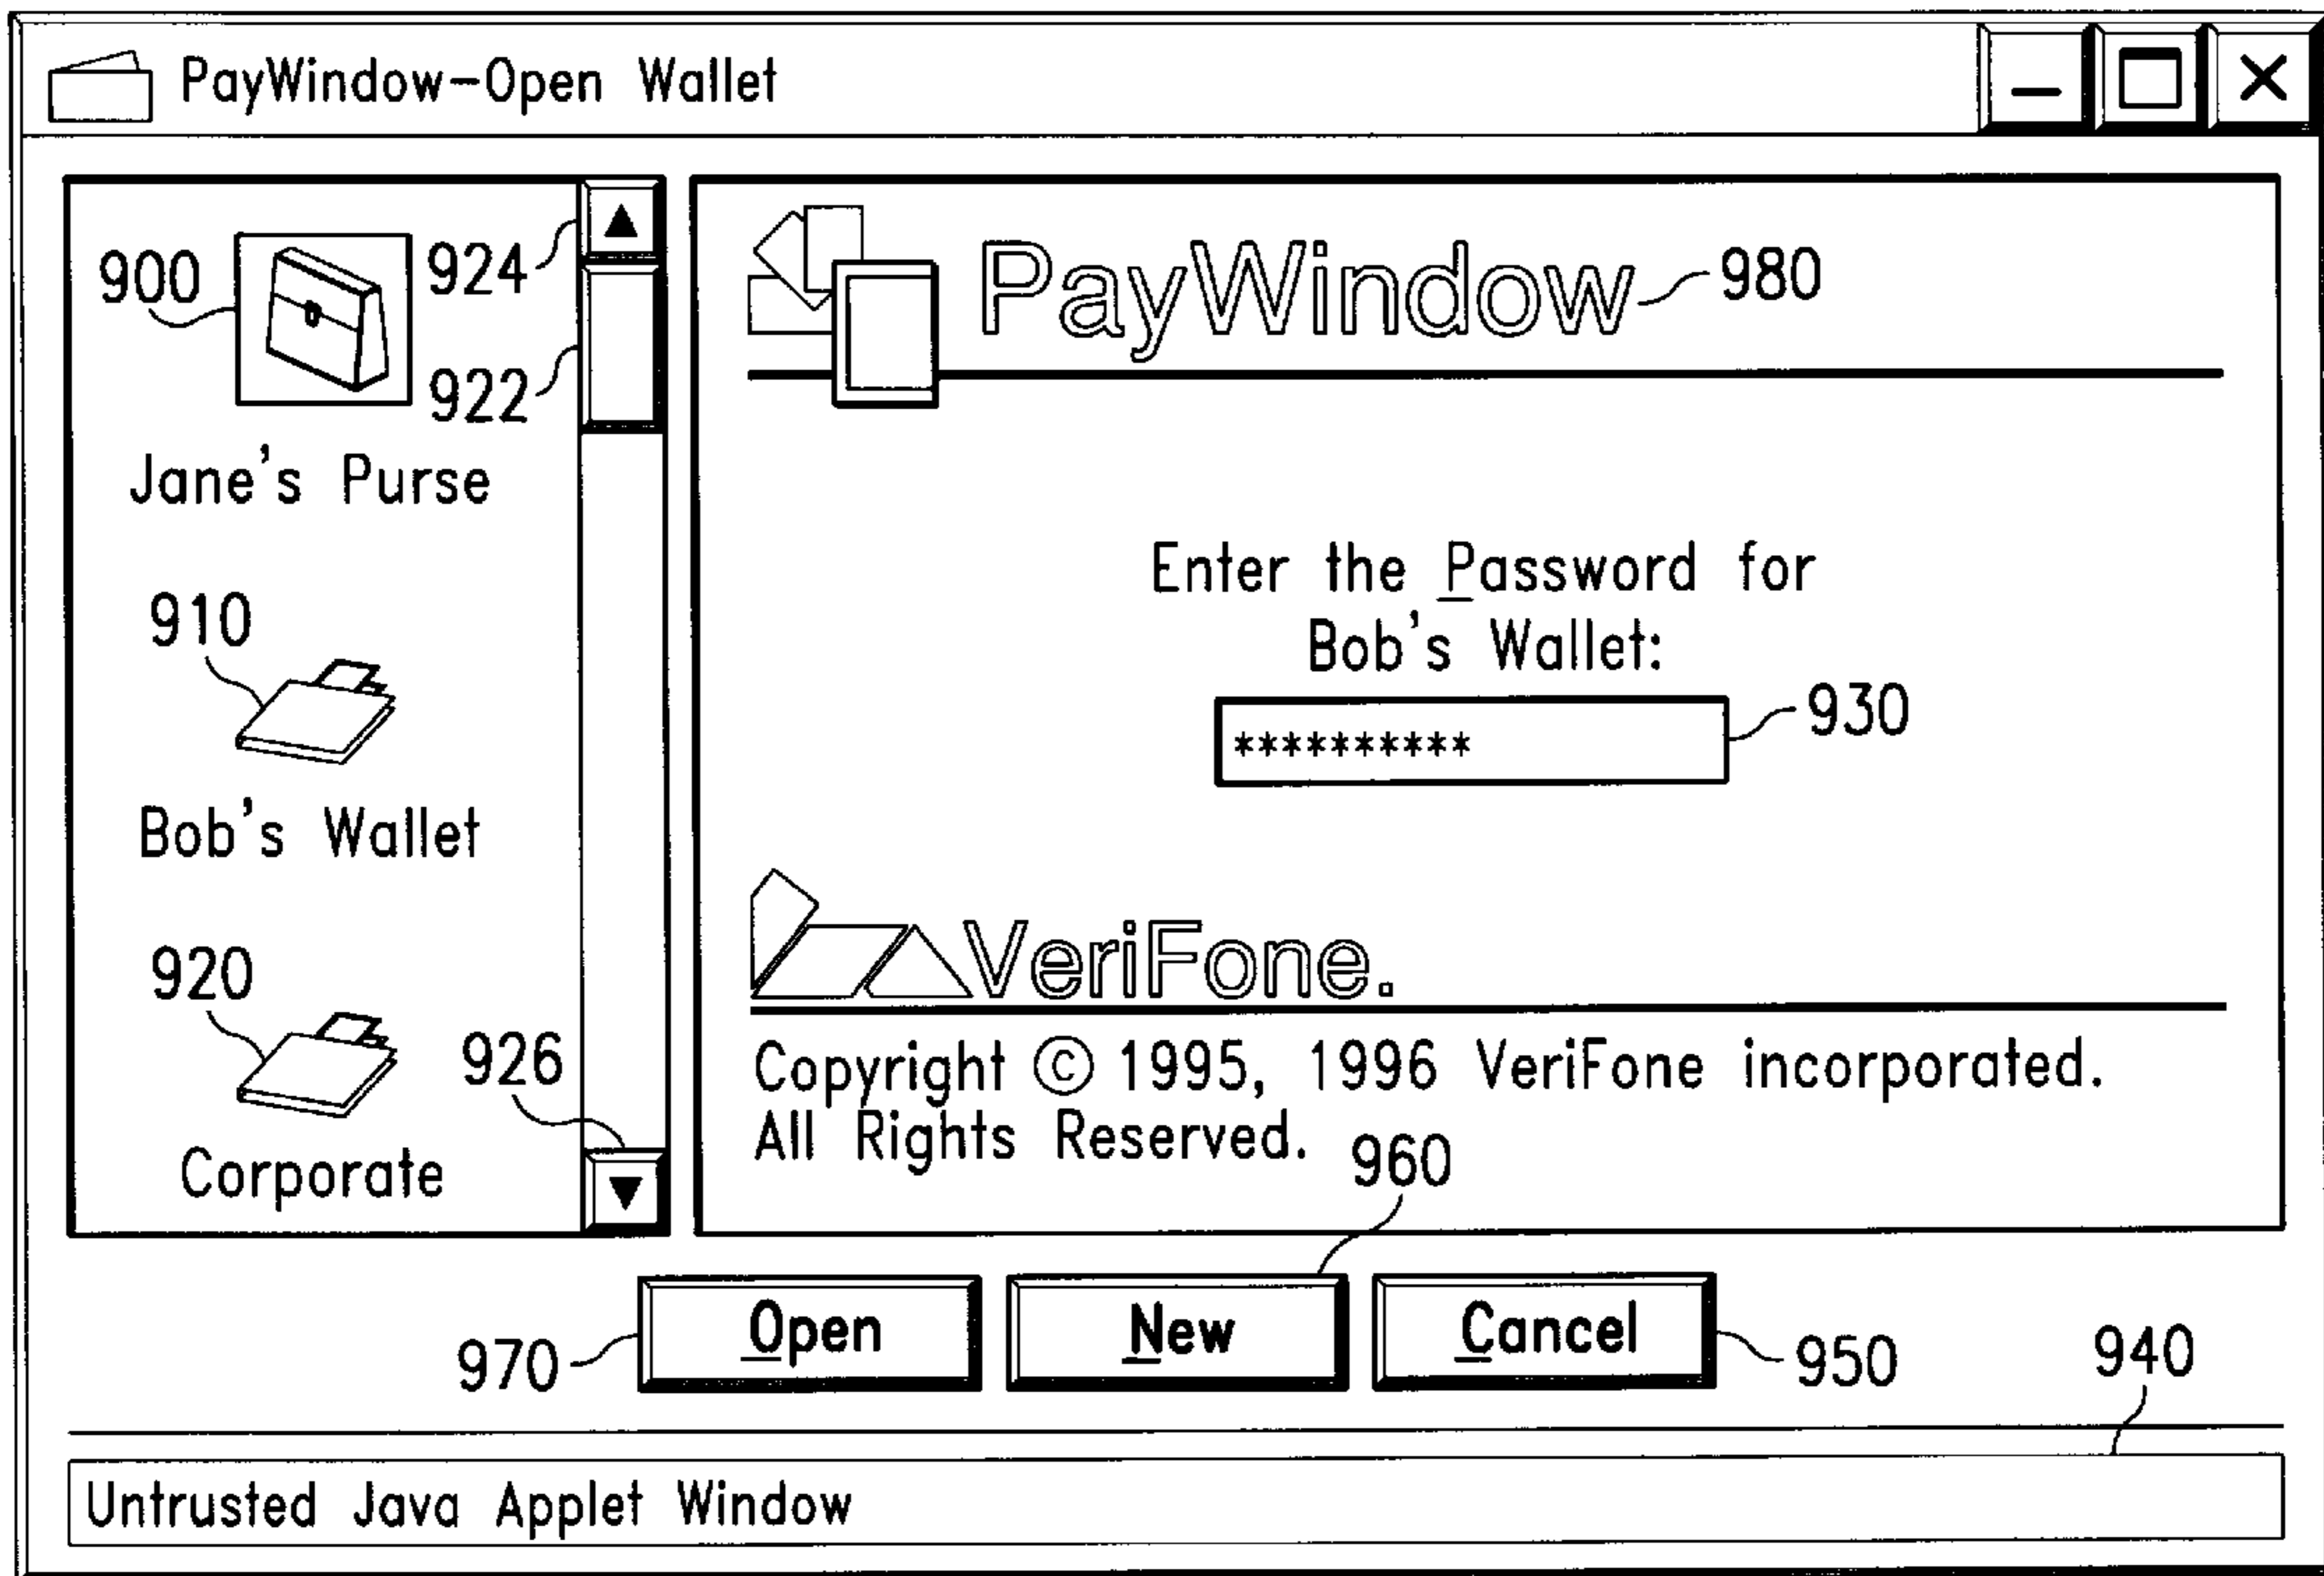 PayWindow-Open Wallet
900
924
922
Jane's Purse
910
Bob's Wallet
920
926
Corporate
PayWindow
980
Enter the Password for
Bob's Wallet:
**********
930
VeriFone.
Copyright © 1995, 1996 VeriFone incorporated.
All Rights Reserved.
960
970
Open
New
Cancel
950
940
Untrusted Java Applet Window